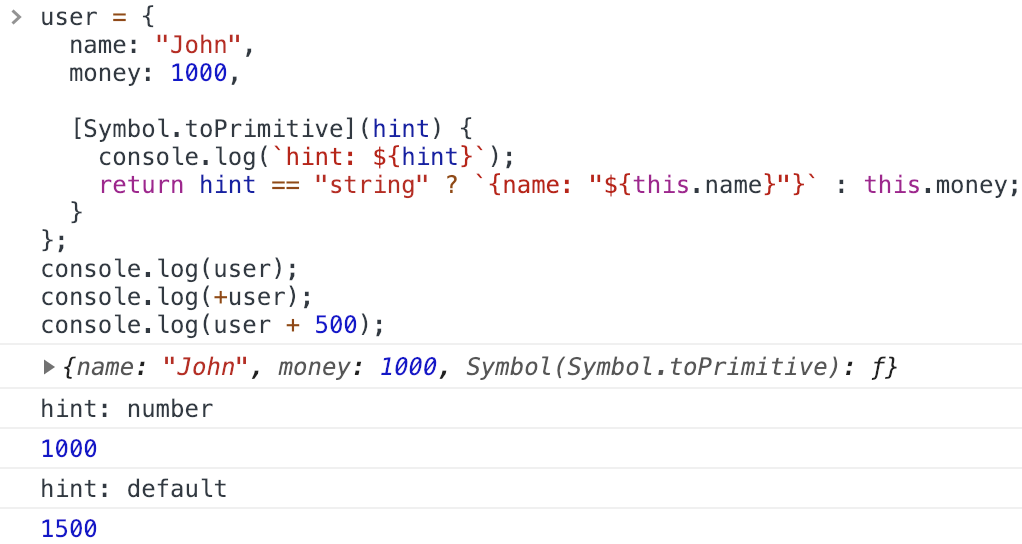 user = {
  name: "John",
  money: 1000,

  [Symbol.toPrimitive](hint) {
    console.log(`hint: ${hint}`);
    return hint == "string" ? `{name: "${this.name}"}` : this.money;
  }
};
console.log(user);
console.log(+user);
console.log(user + 500);
{name: "John", money: 1000, Symbol(Symbol.toPrimitive): ƒ}
hint: number
1000
hint: default
1500